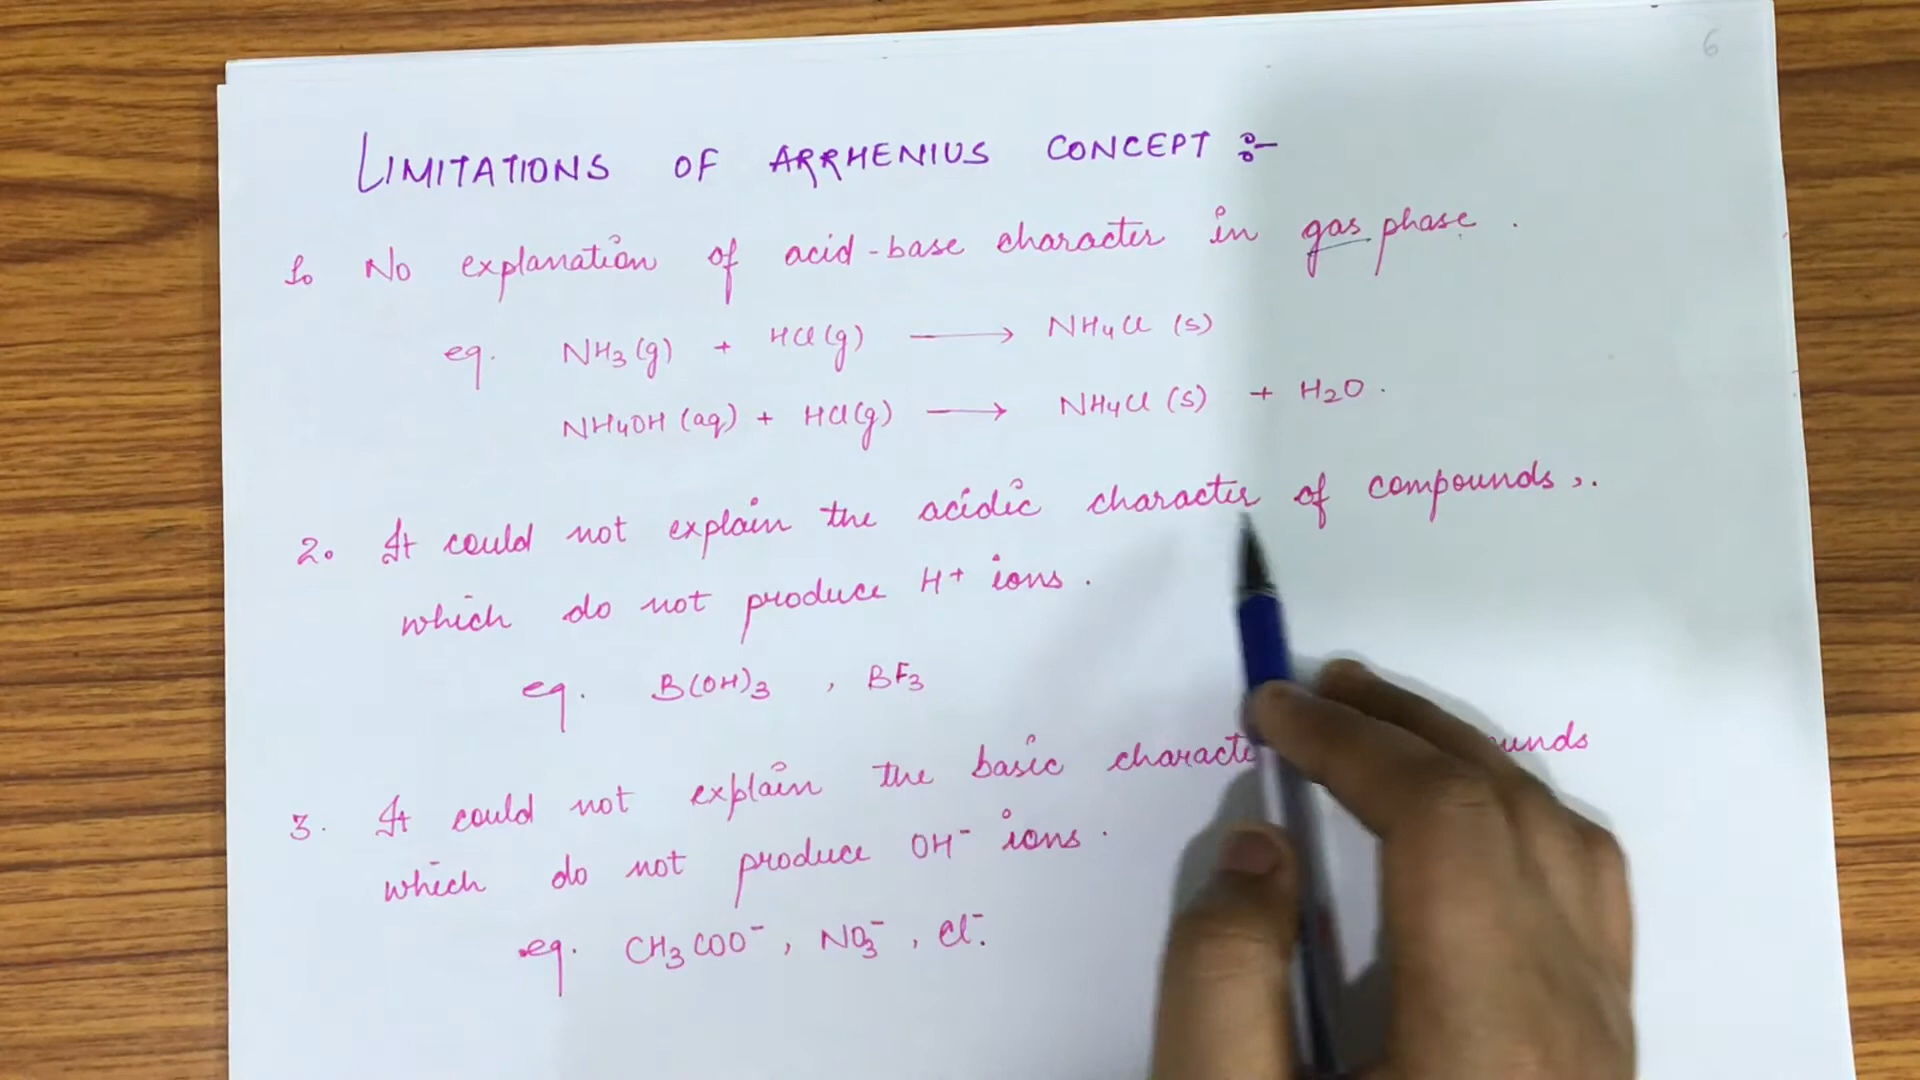 6
LIMITATIONS OF ARRHENIUS CONCEPT :-
1. No explanation of acid-base character in gas phase.
eg. NH3(g) + HCl(g) ⟶ NH4Cl (s)
NH4OH (aq) + HCl(g) ⟶ NH4Cl (s) + H2O.
2. It could not explain the acidic character of compounds,.
which do not produce H+ ions.
eg. B(OH)3 , BF3
3. It could not explain the basic
which do not produce OH- ions.
eg. CH3COO-, NO3-, Cl-.